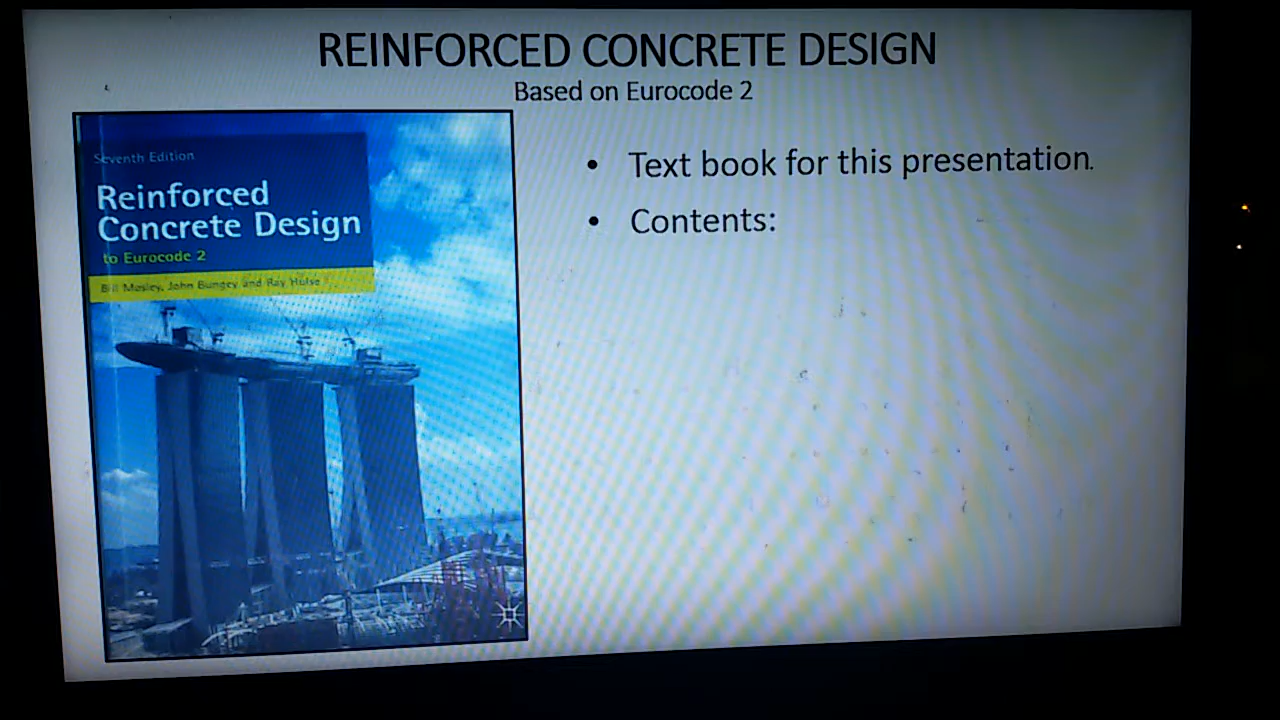 REINFORCED CONCRETE DESIGN
Based on Eurocode 2
Seventh Edition
Reinforced
Concrete Design
to Eurocode 2
Bill Mosley, John Bungey and Ray Hulse
• Text book for this presentation.
• Contents: